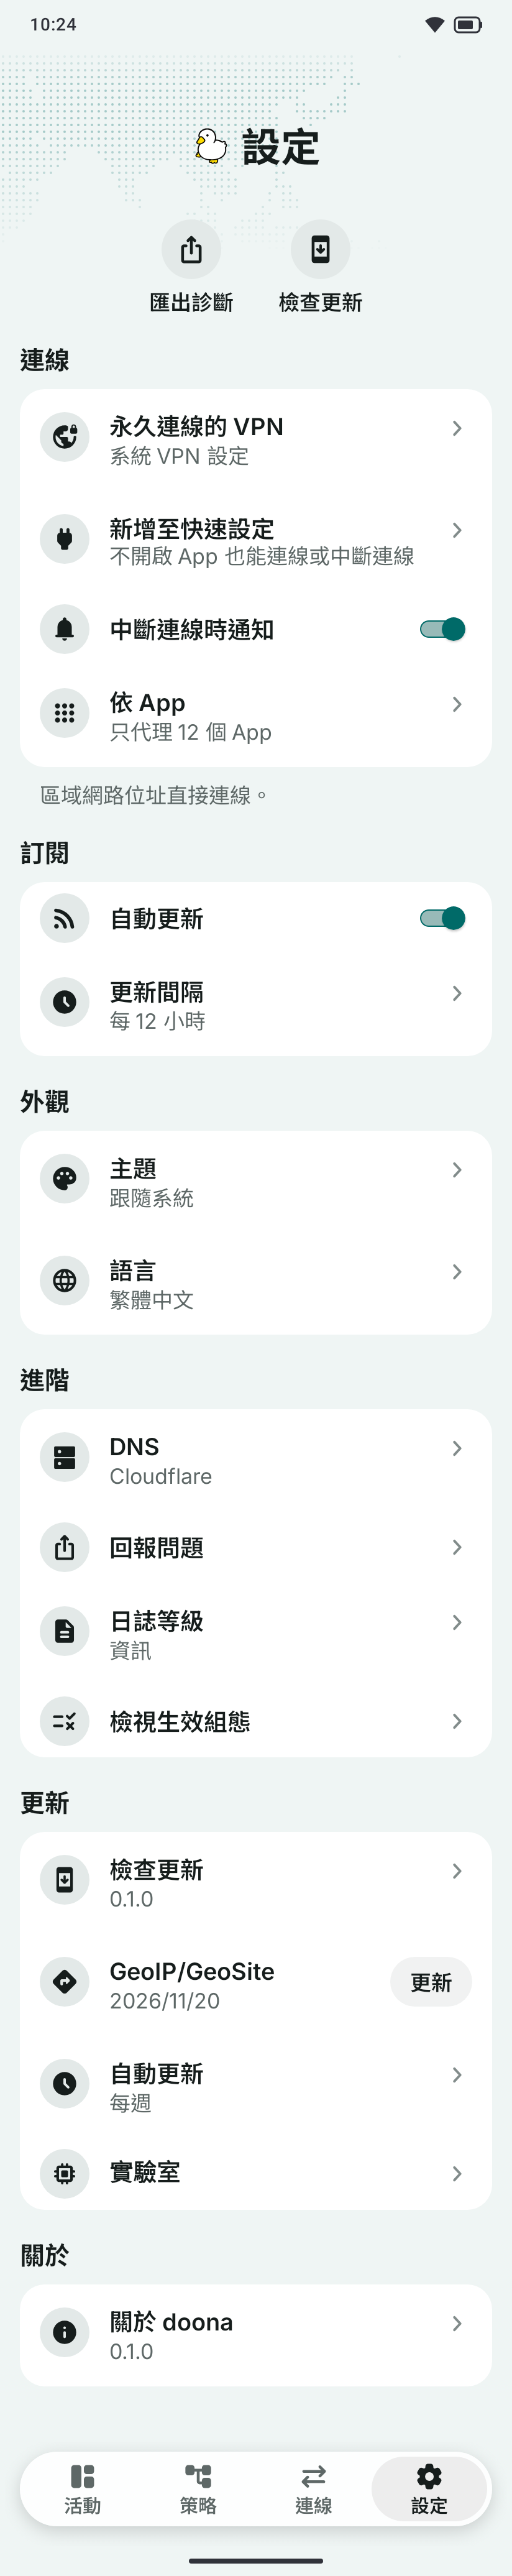 10:24
設定
匯出診斷
檢查更新
連線
永久連線的 VPN
系統 VPN 設定
新增至快速設定
不開啟 App 也能連線或中斷連線
中斷連線時通知
依 App
只代理 12 個 App
區域網路位址直接連線。
訂閱
自動更新
更新間隔
每 12 小時
外觀
主題
跟隨系統
語言
繁體中文
進階
DNS
Cloudflare
回報問題
日誌等級
資訊
檢視生效組態
更新
檢查更新
0.1.0
GeoIP/GeoSite
2026/11/20
更新
自動更新
每週
實驗室
關於
關於 doona
0.1.0
活動
策略
連線
設定